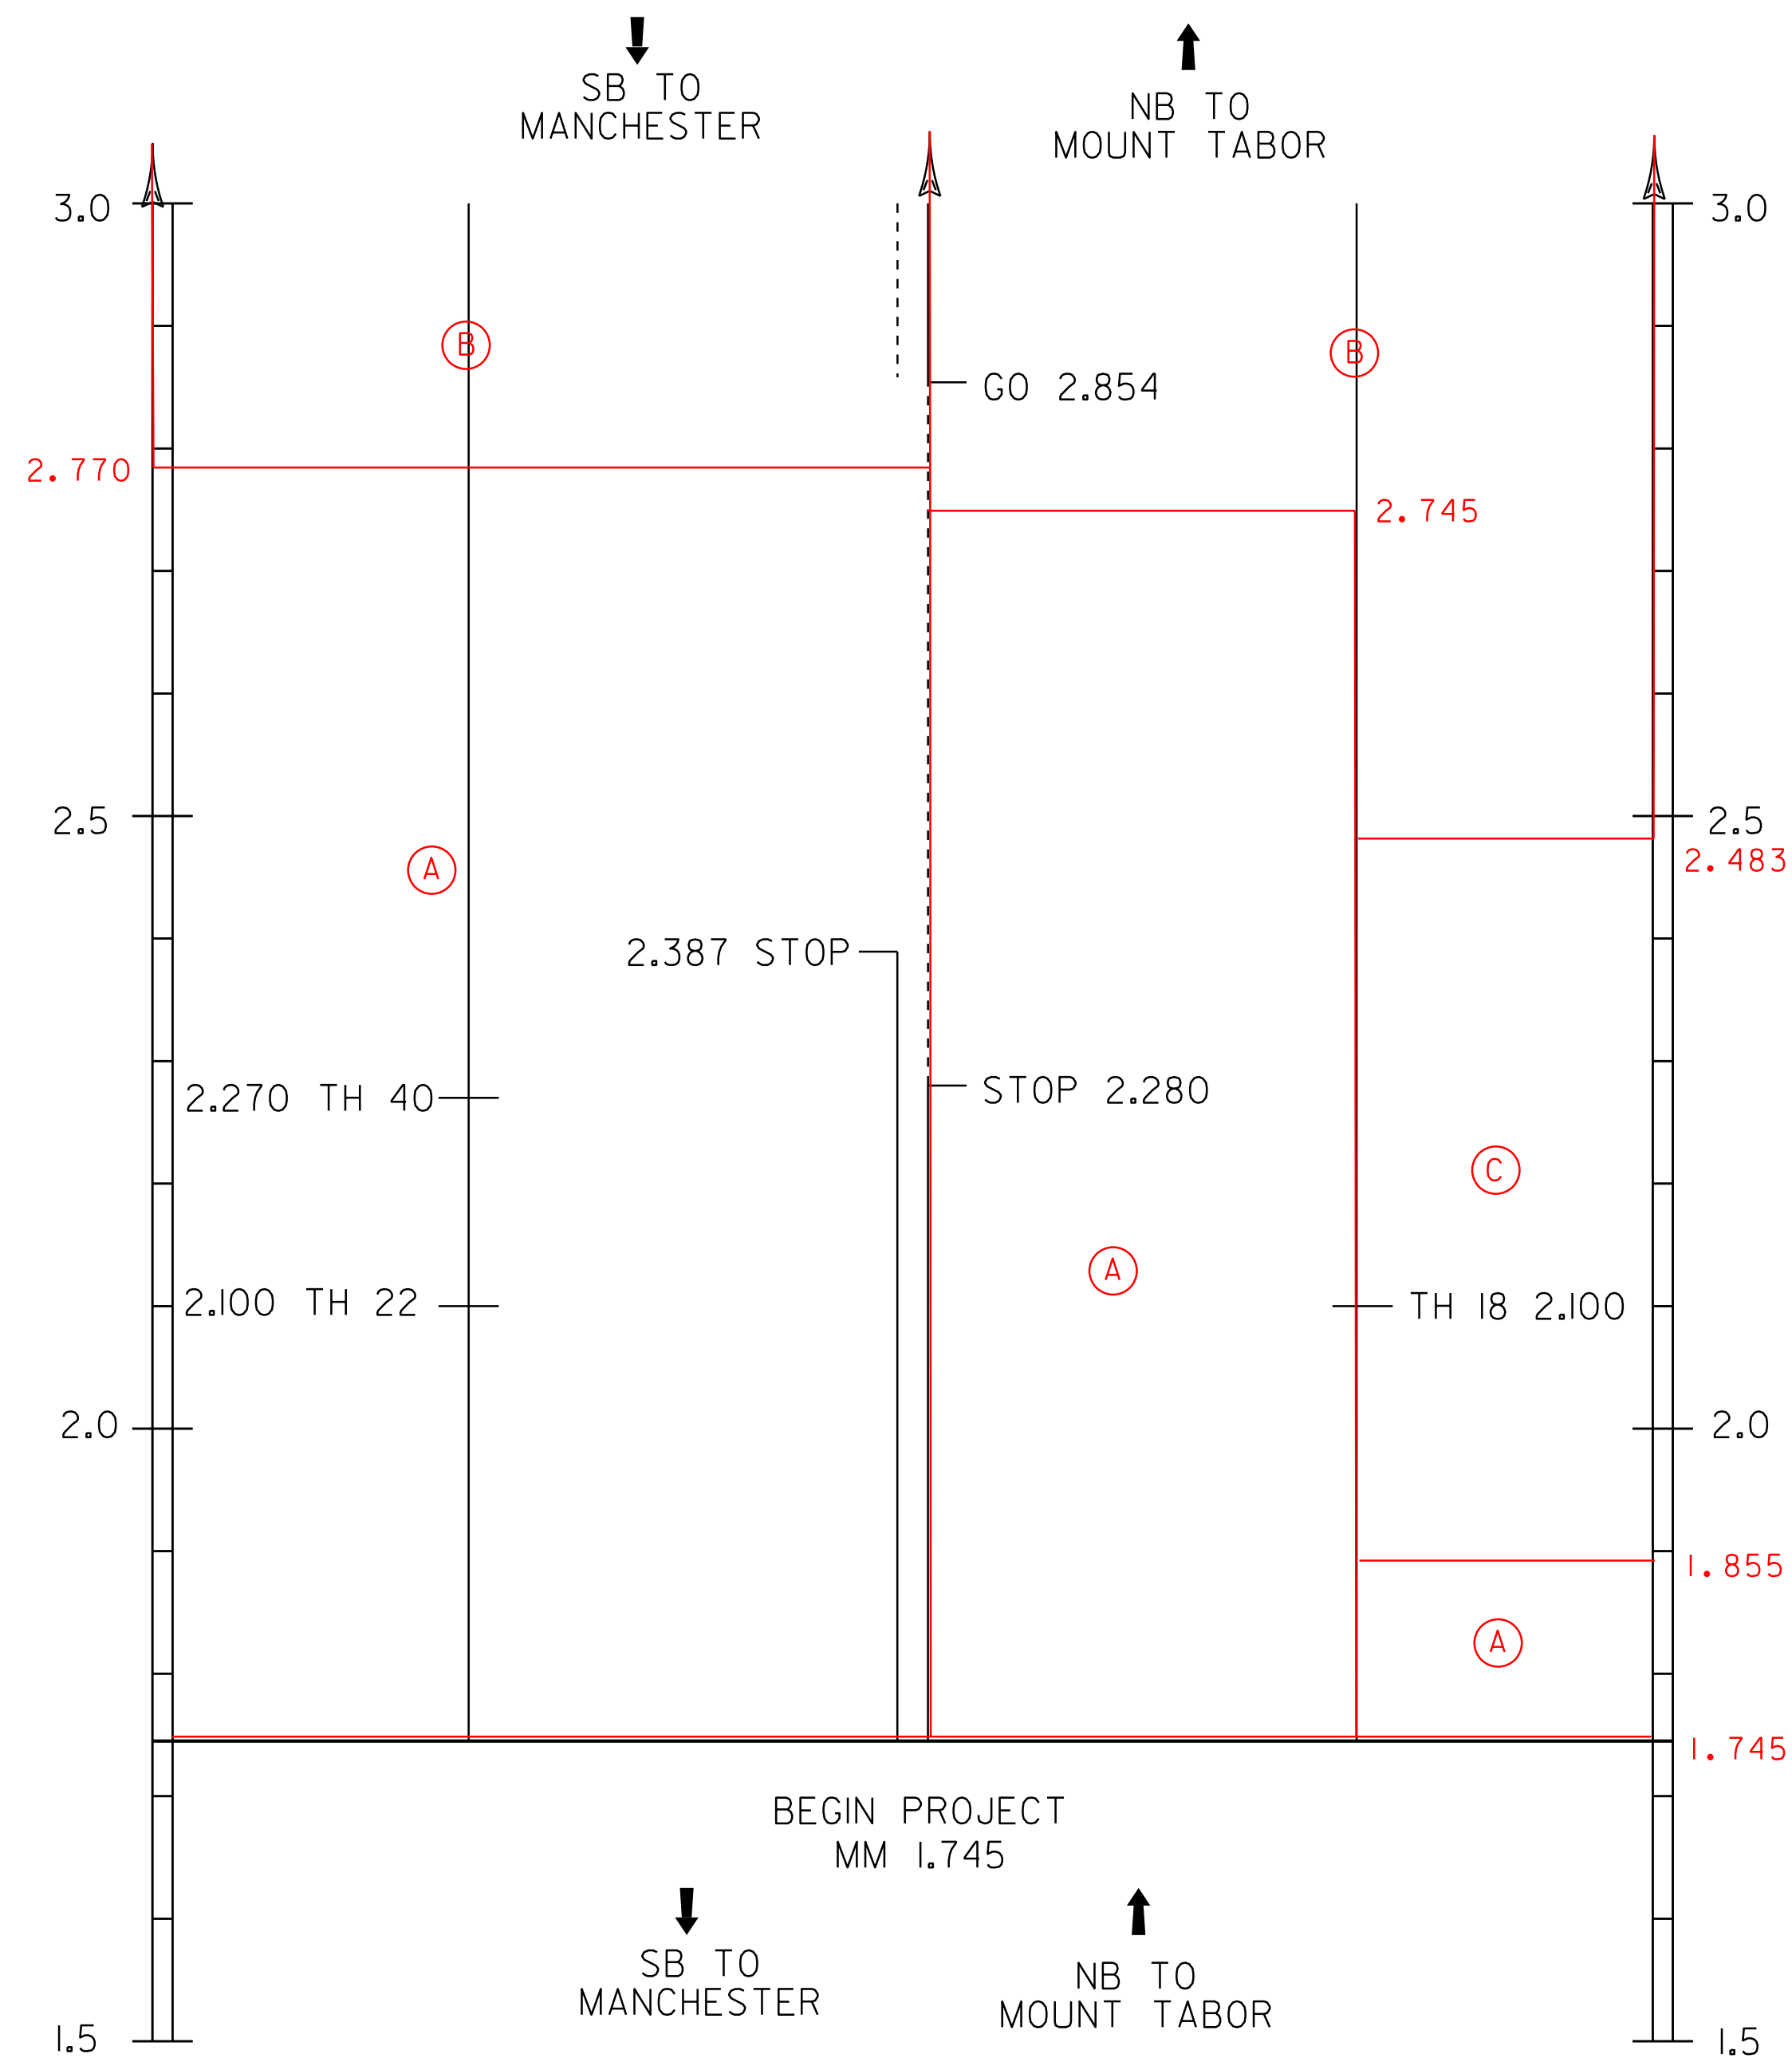 SB TO
MANCHESTER
NB TO
MOUNT TABOR
3.0
3.0
B
B
GO 2.854
2.770
2.745
2.5
2.5
2.483
A
2.387 STOP
2.270 TH 40
STOP 2.280
C
A
2.100 TH 22
TH 18 2.100
2.0
2.0
1.855
A
1.745
BEGIN PROJECT
MM 1.745
SB TO
MANCHESTER
NB TO
MOUNT TABOR
1.5
1.5